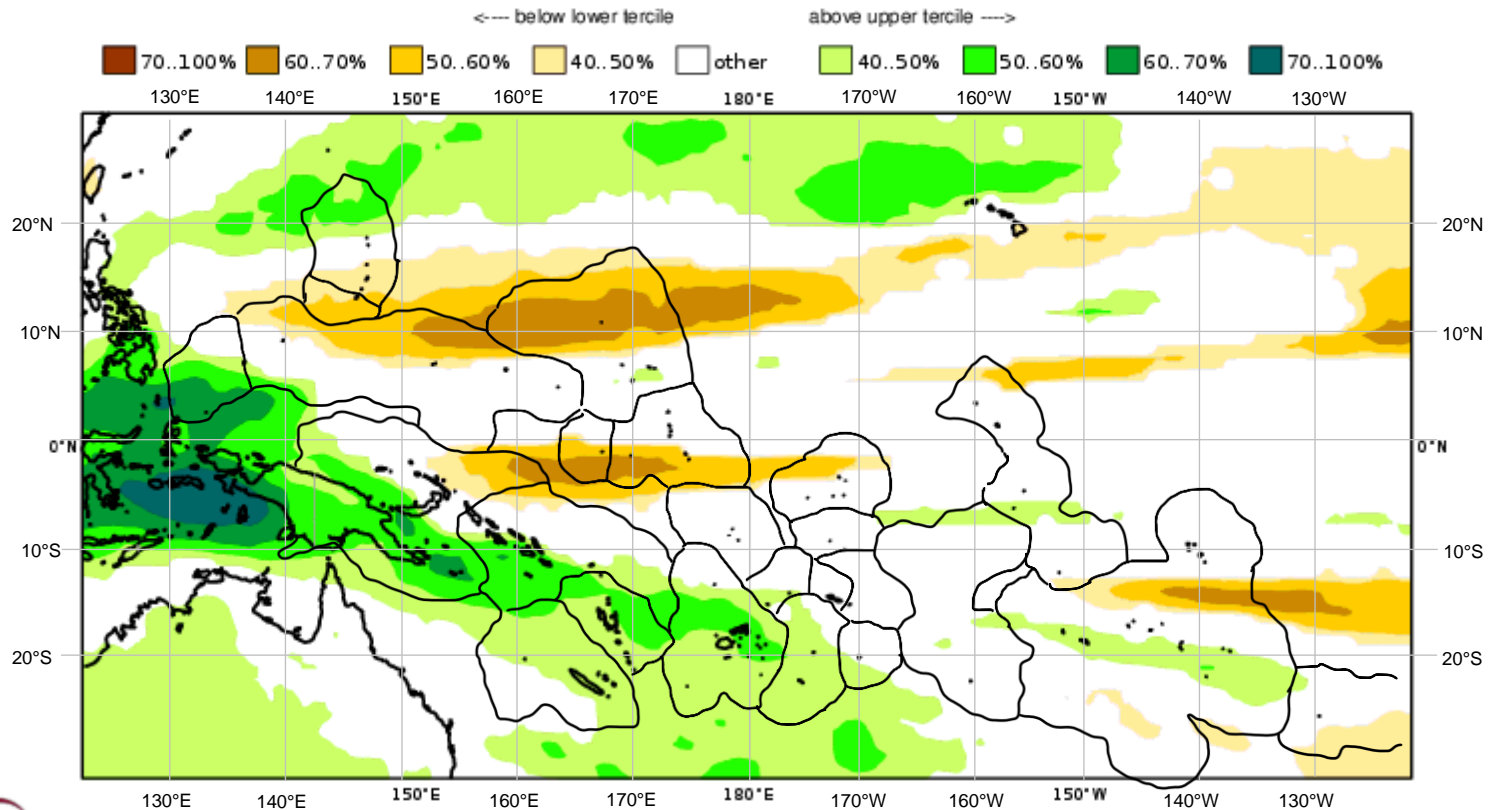 <---- below lower tercile above upper tercile ---->
70..100% 60..70% 50..60% 40..50% other 40..50% 50..60% 60..70% 70..100%
130°E 140°E 150°E 160°E 170°E 180°E 170°W 160°W 150°W 140°W 130°W
20°N 20°N
10°N 10°N
0°N 0°N
10°S 10°S
20°S 20°S
130°E 140°E 150°E 160°E 170°E 180°E 170°W 160°W 150°W 140°W 130°W